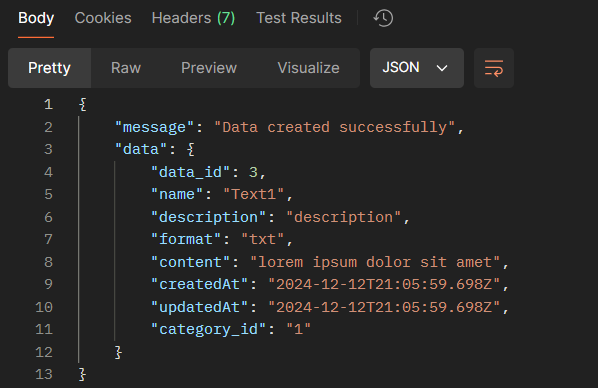 Body Cookies Headers (7) Test Results
Pretty Raw Preview Visualize JSON
1 {
2 "message": "Data created successfully",
3 "data": {
4 "data_id": 3,
5 "name": "Text1",
6 "description": "description",
7 "format": "txt",
8 "content": "lorem ipsum dolor sit amet",
9 "createdAt": "2024-12-12T21:05:59.698Z",
10 "updatedAt": "2024-12-12T21:05:59.698Z",
11 "category_id": "1"
12 }
13 }